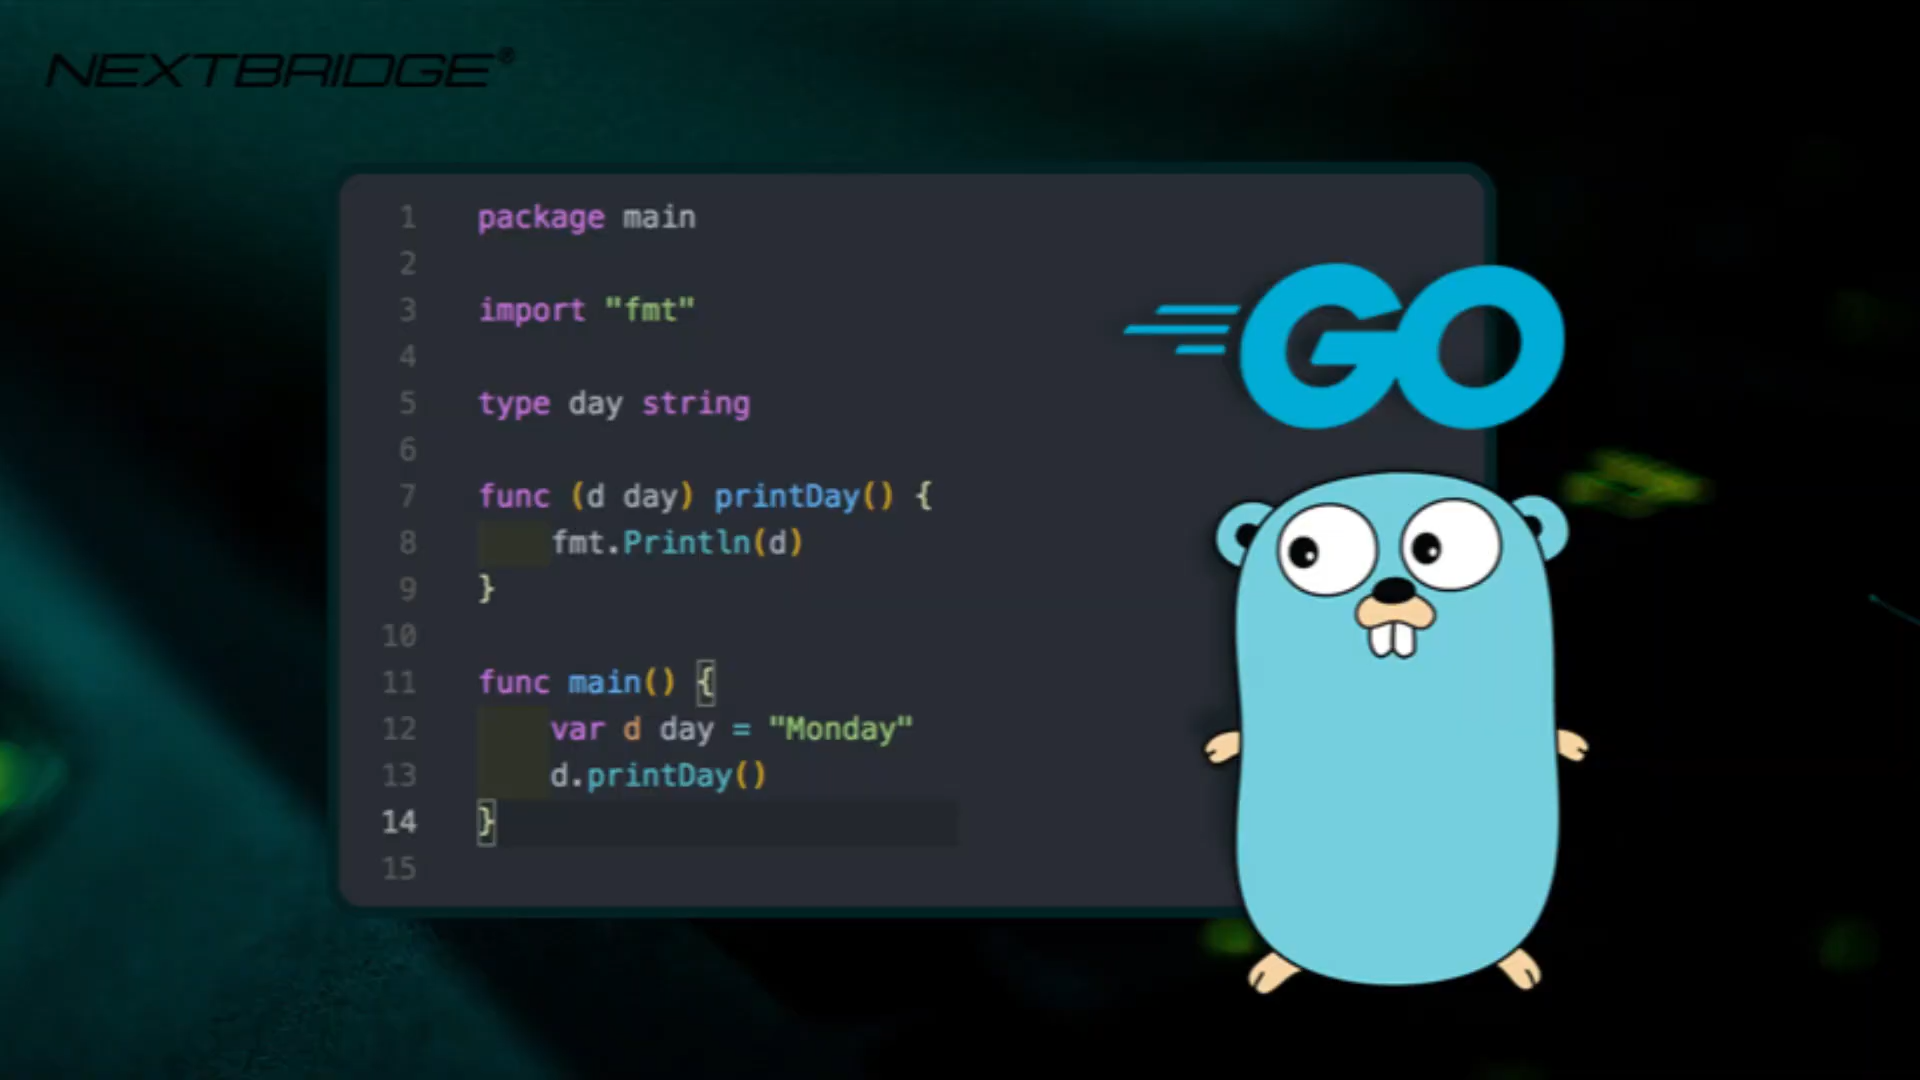 NEXTBRIDGE®
1 package main
2
3 import "fmt"
4
5 type day string
6
7 func (d day) printDay() {
8 fmt.Println(d)
9 }
10
11 func main() {
12 var d day = "Monday"
13 d.printDay()
14 }
15
GO